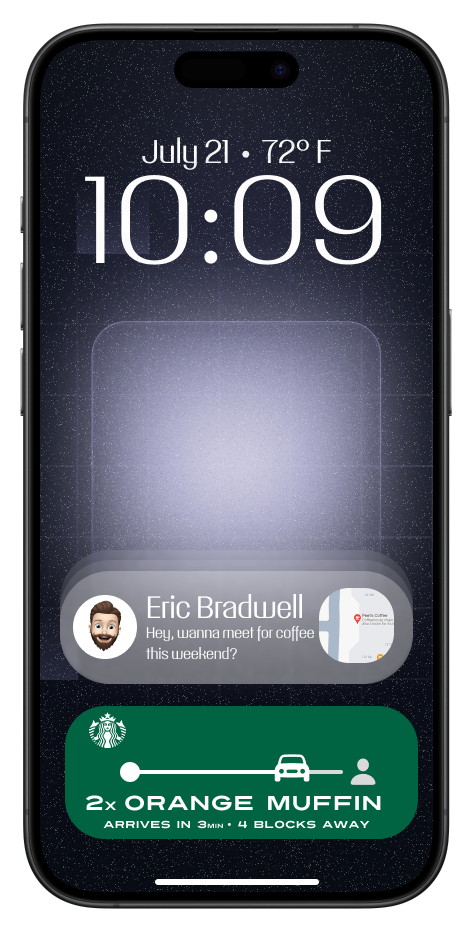 July 21 • 72° F
10:09
Eric Bradwell
Hey, wanna meet for coffee
this weekend?
Peet's Coffee
2x ORANGE MUFFIN
ARRIVES IN 3MIN • 4 BLOCKS AWAY